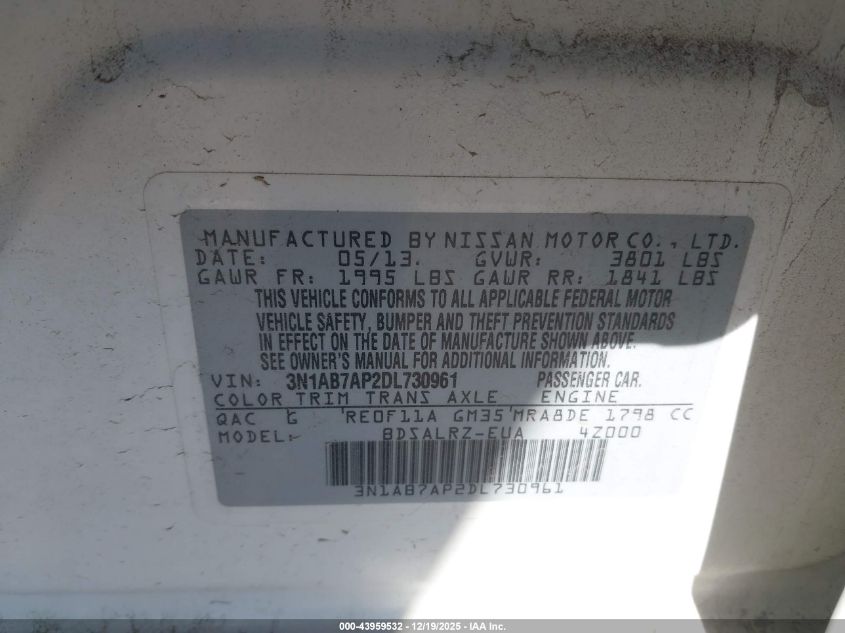 MANUFACTURED BY NISSAN MOTOR CO., LTD.
DATE: 05/13. GVWR: 3801 LBS
GAWR FR: 1995 LBS GAWR RR: 1841 LBS
THIS VEHICLE CONFORMS TO ALL APPLICABLE FEDERAL MOTOR
VEHICLE SAFETY, BUMPER AND THEFT PREVENTION STANDARDS
IN EFFECT ON THE DATE OF MANUFACTURE SHOWN ABOVE.
SEE OWNER'S MANUAL FOR ADDITIONAL INFORMATION.
VIN: 3N1AB7AP2DL730961 PASSENGER CAR.
COLOR TRIM TRANS AXLE ENGINE
QAC G RE0F11A GM35 MRA8DE 1798 CC
MODEL: BDSALRZ-EUA 4Z000
3N1AB7AP2DL730961
000-43959532 - 12/19/2025 - IAA Inc.